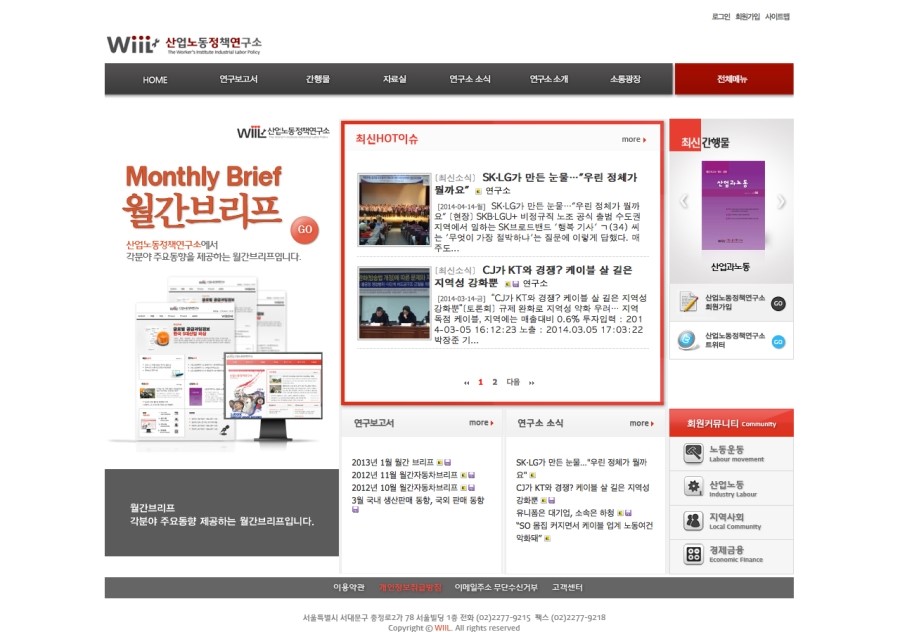 로그인 회원가입 사이트맵
Wiil 산업노동정책연구소
The Worker's Institute Industrial Labor Policy
HOME 연구보고서 간행물 자료실 연구소 소식 연구소 소개 소통광장 전체메뉴
Wiil 산업노동정책연구소
Monthly Brief
월간브리프
GO
산업노동정책연구소에서
각분야 주요동향을 제공하는 월간브리프입니다.
월간브리프
각분야 주요동향 제공하는 월간브리프입니다.
최신HOT이슈 more
[최신소식] SK·LG가 만든 눈물…“우린 정체가
뭘까요” 연구소
[2014-04-14-월] SK·LG가 만든 눈물…“우린 정체가 뭘까
요” [현장] SKB·LGU+ 비정규직 노조 공식 출범 수도권
지역에서 일하는 SK브로드밴드 ‘행복 기사’ ㄱ(34) 씨
는 ‘무엇이 가장 절박하냐’는 질문에 이렇게 답했다. 매
주도...
[최신소식] CJ가 KT와 경쟁? 케이블 살 길은
지역성 강화뿐 연구소
[2014-03-14-금] “CJ가 KT와 경쟁? 케이블 살 길은 지역성
강화뿐”[토론회] 규제 완화로 지역성 약화 우려… 지역
독점 케이블, 지역에는 매출대비 0.6% 투자입력 : 201
4-03-05 16:12:23 노출 : 2014.03.05 17:03:22
박장준 기...
1 2 다음
연구보고서 more
2013년 1월 월간 브리프
2012년 11월 월간자동차브리프
2012년 10월 월간자동차브리프
3월 국내 생산판매 동향, 국외 판매 동향
연구소 소식 more
SK·LG가 만든 눈물…“우린 정체가 뭘까
요”
CJ가 KT와 경쟁? 케이블 살 길은 지역성
강화뿐
유니폼은 대기업, 소속은 하청
“SO 몸집 커지면서 케이블 업계 노동여건
악화돼”
최신간행물
산업과노동
산업과노동
산업노동정책연구소
회원가입
GO
산업노동정책연구소
트위터
GO
회원커뮤니티 Community
노동운동
Labour movement
산업노동
Industry Labour
지역사회
Local Community
경제금융
Economic Finance
이용약관 개인정보취급방침 이메일주소 무단수신거부 고객센터
서울특별시 서대문구 충정로2가 78 서울빌딩 1층 전화 (02)2277-9215 팩스 (02)2277-9218
Copyright ⓒ WIIL. All rights reserved